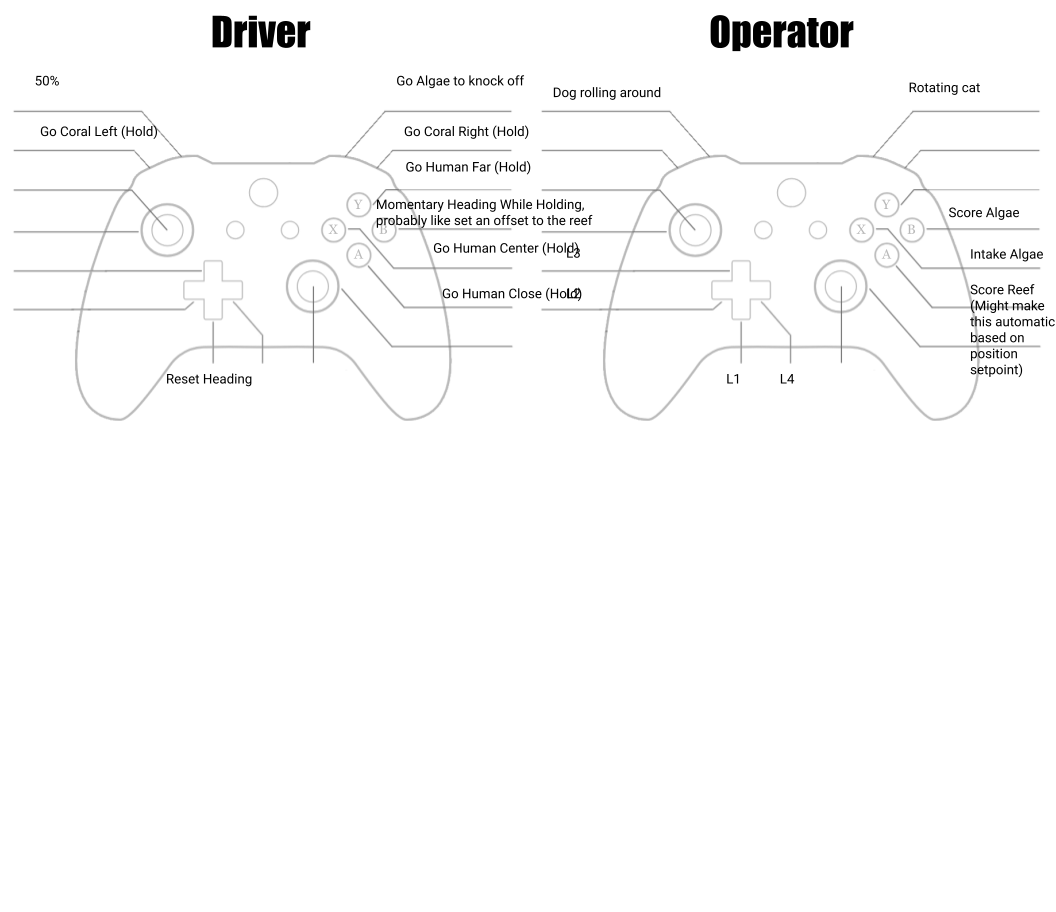 Driver
50%
Go Algae to knock off
Go Coral Left (Hold)
Go Coral Right (Hold)
Go Human Far (Hold)
Y
Momentary Heading While Holding,
probably like set an offset to the reef
X
B
Go Human Center (Hold)
A
Go Human Close (Hold)
Reset Heading
Operator
Dog rolling around
Rotating cat
Y
Score Algae
X
B
L3
A
Intake Algae
L2
Score Reef
(Might make
this automatic
based on
position
setpoint)
L1
L4